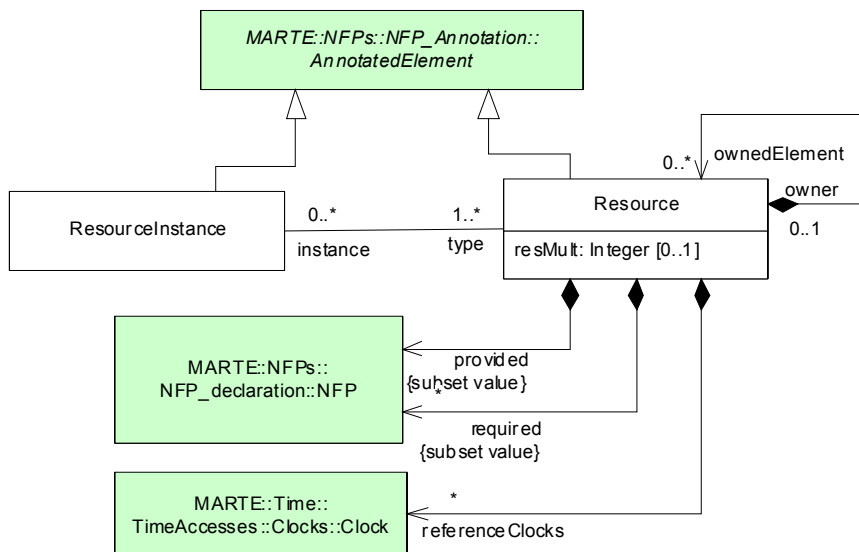 MARTE::NFPs::NFP_Annotation::
AnnotatedElement
0..*
ownedElement
owner
0..1
ResourceInstance
0..*
instance
1..*
type
Resource
resMult: Integer [0..1]
MARTE::NFPs::
NFP_declaration::NFP
provided
{subset value}
*
required
{subset value}
MARTE::Time::
TimeAccesses::Clocks::Clock
*
referenceClocks